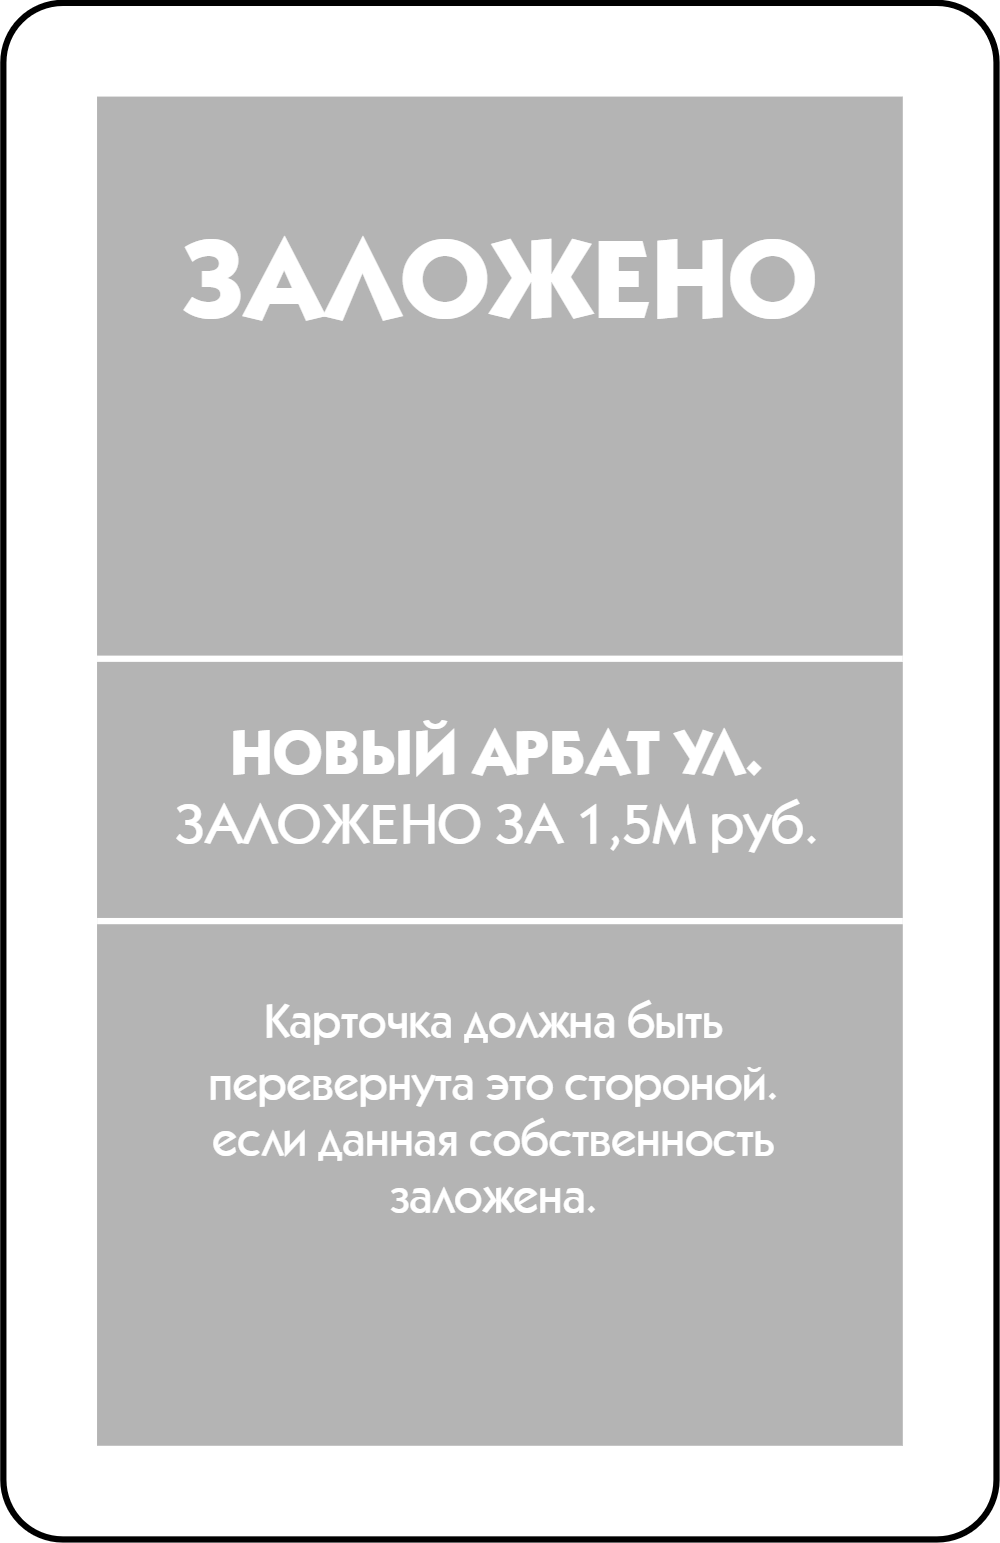 ЗАЛОЖЕНО
НОВЫЙ АРБАТ УЛ.
ЗАЛОЖЕНО ЗА 1,5М руб.
Карточка должна быть
перевернута это стороной.
если данная собственность
заложена.